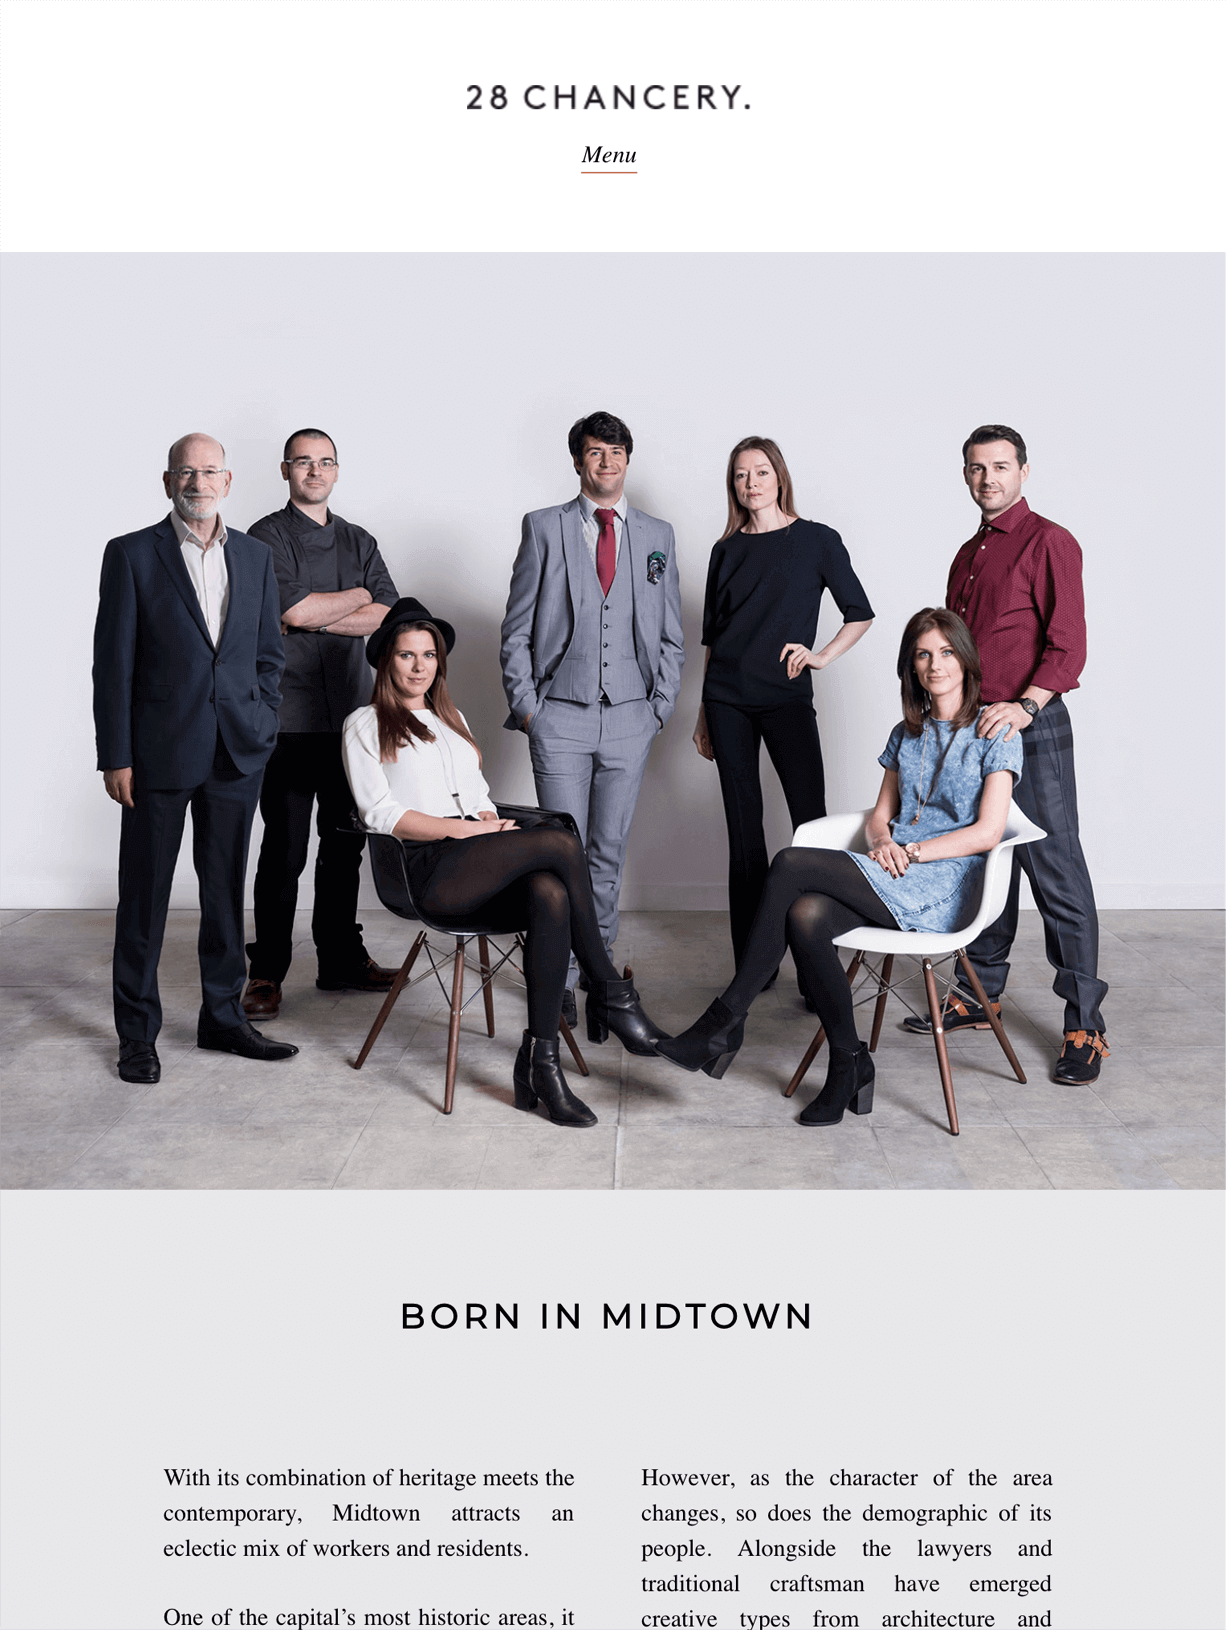 28 CHANCERY.
Menu
BORN IN MIDTOWN
With its combination of heritage meets the
contemporary, Midtown attracts an
eclectic mix of workers and residents.
One of the capital’s most historic areas, it
However, as the character of the area
changes, so does the demographic of its
people. Alongside the lawyers and
traditional craftsman have emerged
creative types from architecture and